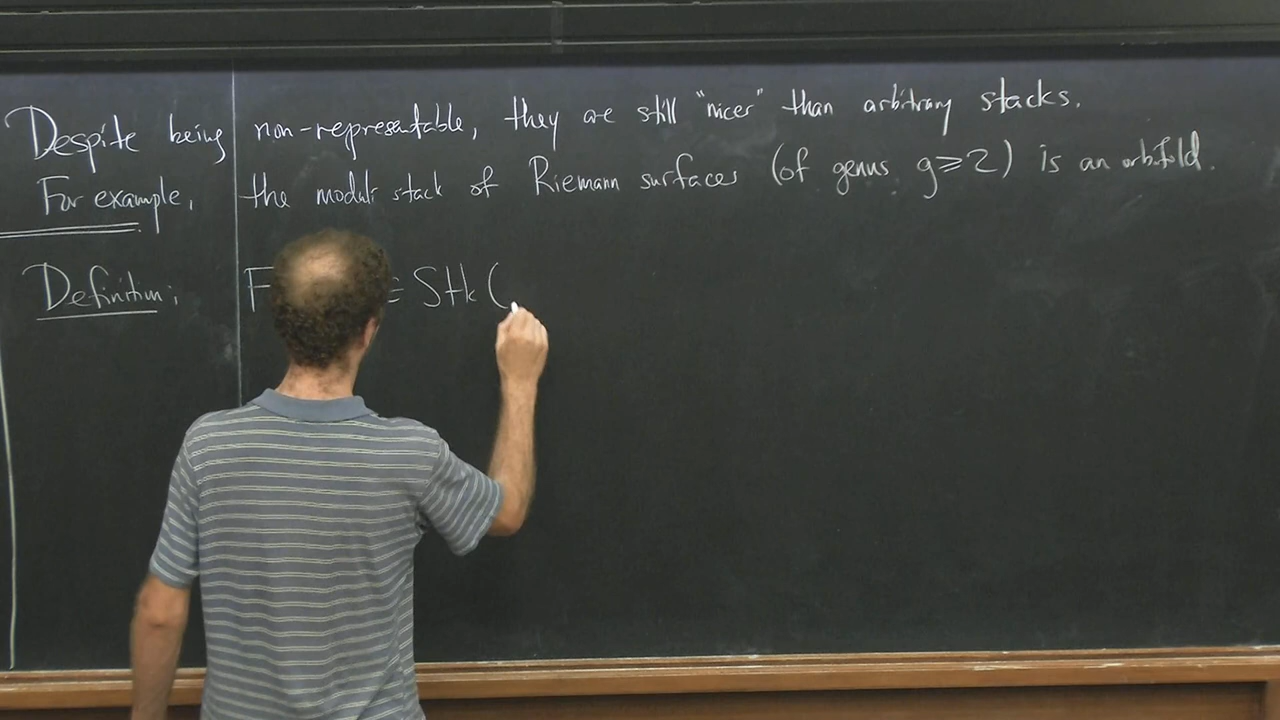 Despite being non-representable, they are still "nicer" than arbitrary stacks.
For example, the moduli stack of Riemann surfaces (of genus g⩾2) is an orbifold.
Definition: F ∈ Stk (